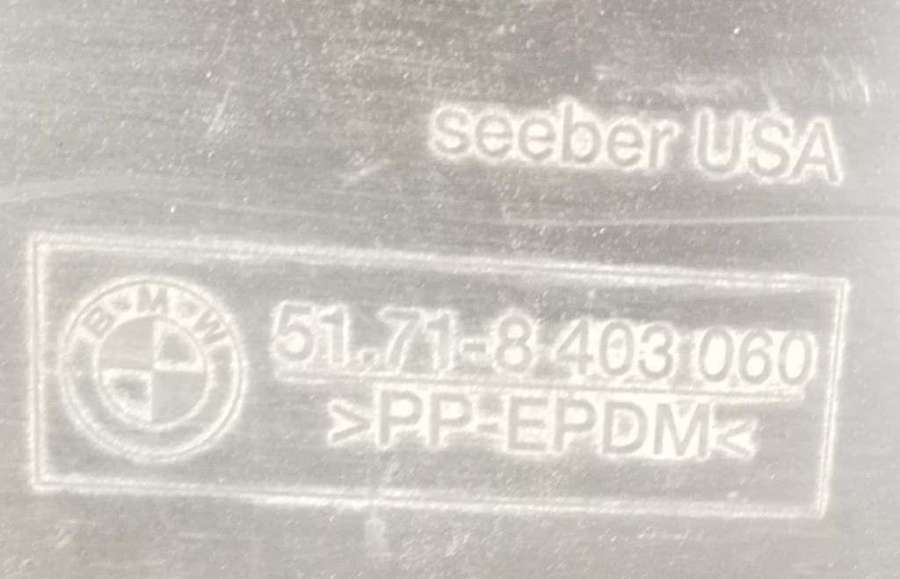 seeber USA
BMW
51.71-8 403 060
>PP-EPDM<